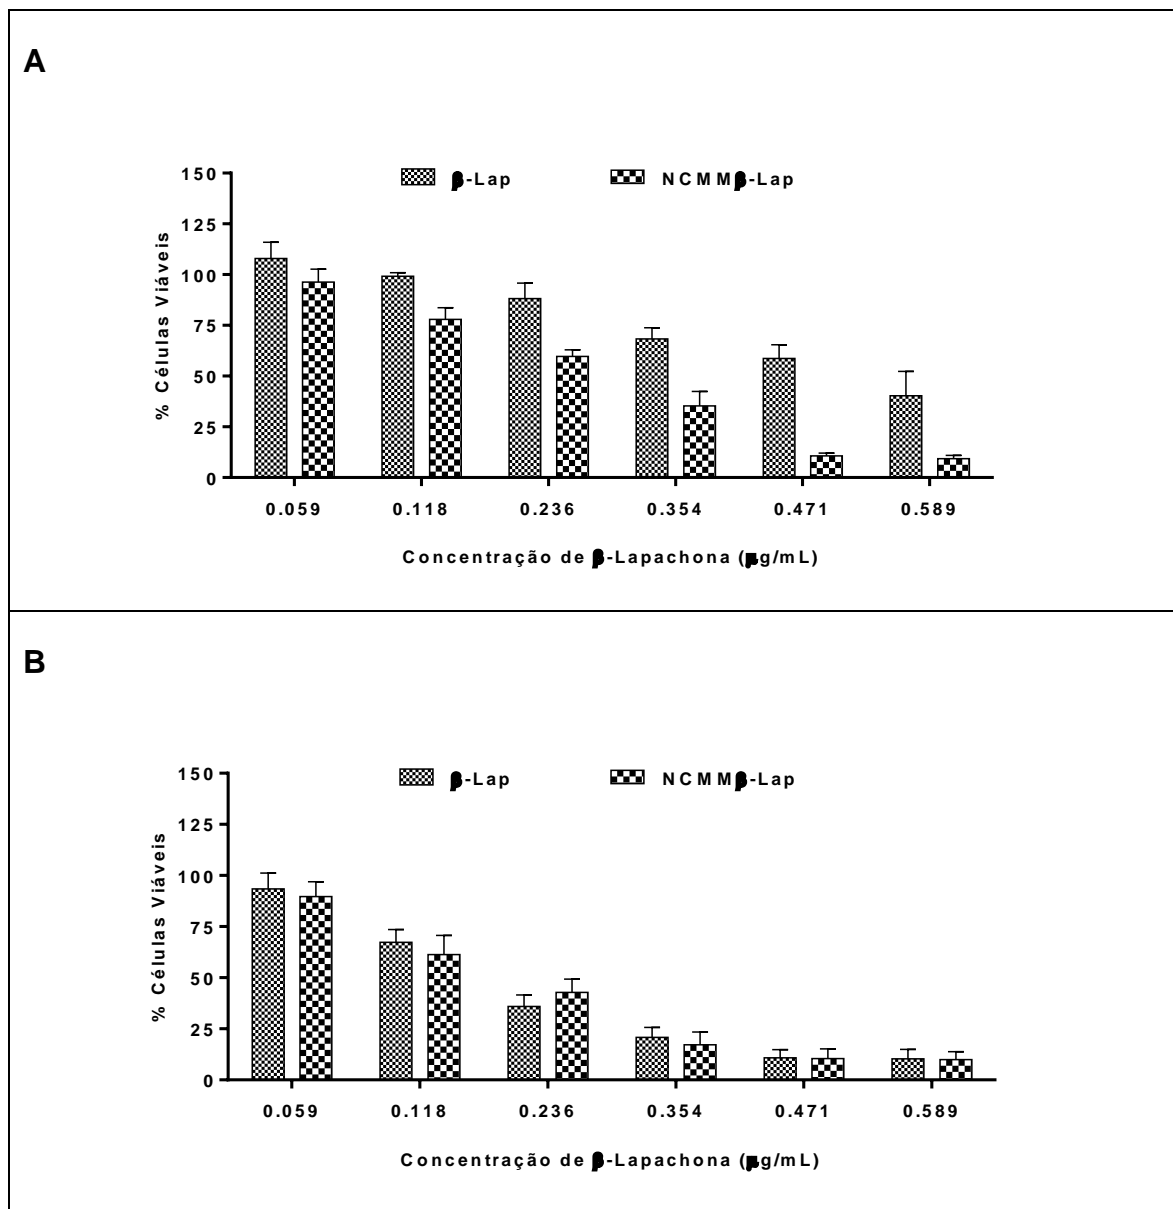 A
150
125
100
75
50
25
0
% Células Viáveis
β-Lap NCMMβ-Lap
0.059 0.118 0.236 0.354 0.471 0.589
Concentração de β-Lapachona (µg/mL)
B
150
125
100
75
50
25
0
% Células Viáveis
β-Lap NCMMβ-Lap
0.059 0.118 0.236 0.354 0.471 0.589
Concentração de β-Lapachona (µg/mL)